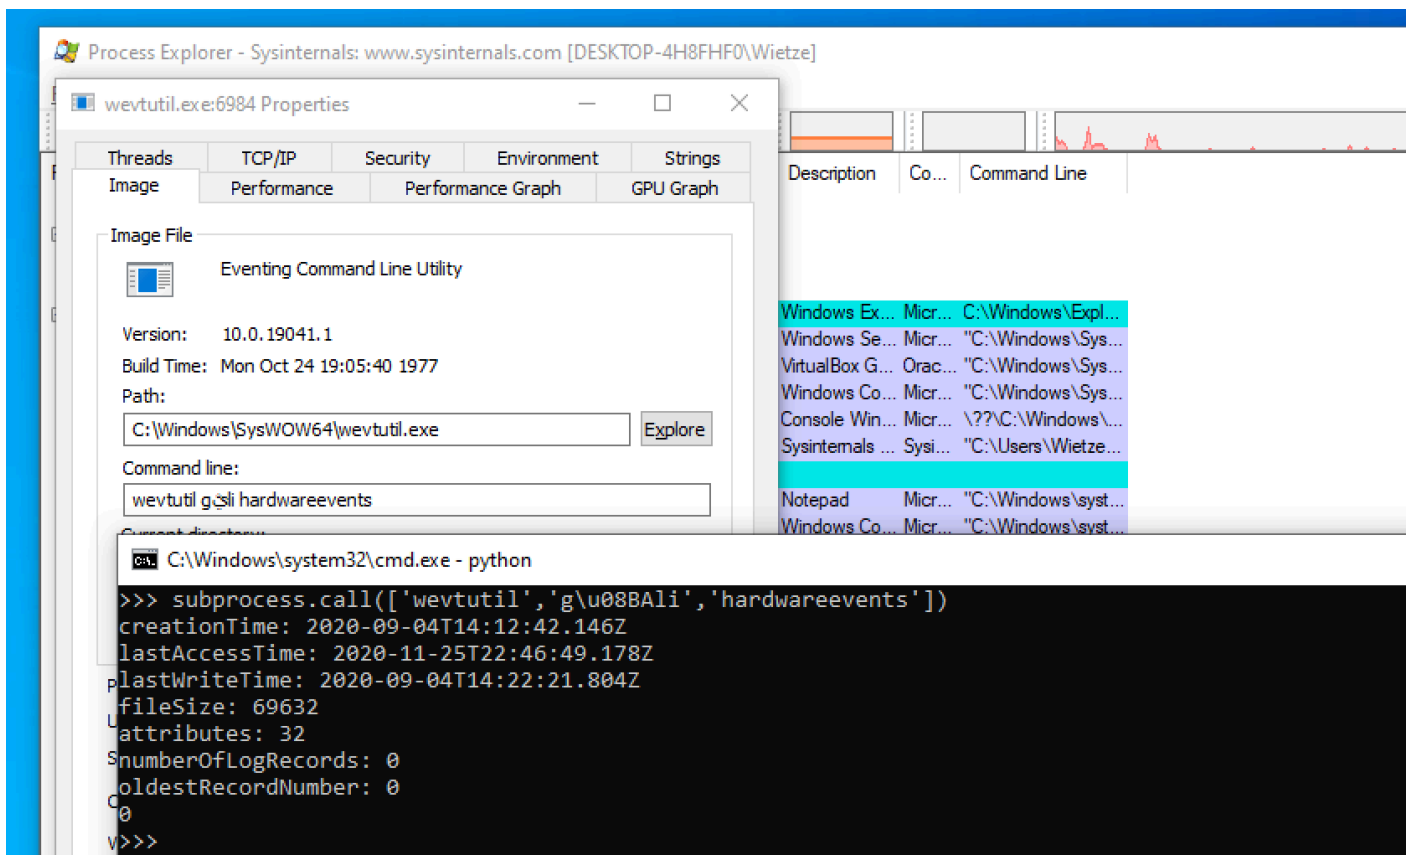 Process Explorer - Sysinternals: www.sysinternals.com [DESKTOP-4H8FHF0\Wietze]
wevtutil.exe:6984 Properties
Threads TCP/IP Security Environment Strings
Image Performance Performance Graph GPU Graph
Description Co... Command Line
Image File
Eventing Command Line Utility
Version: 10.0.19041.1
Build Time: Mon Oct 24 19:05:40 1977
Path:
C:\Windows\SysWOW64\wevtutil.exe Explore
Command line:
wevtutil gࢺli hardwareevents
Windows Ex... Micr... C:\Windows\Expl...
Windows Se... Micr... "C:\Windows\Sys...
VirtualBox G... Orac... "C:\Windows\Sys...
Windows Co... Micr... "C:\Windows\Sys...
Console Win... Micr... \??\C:\Windows\...
Sysinternals ... Sysi... "C:\Users\Wietze...
Notepad Micr... "C:\Windows\syst...
Windows Co... Micr... "C:\Windows\syst...
C:\Windows\system32\cmd.exe - python
>>> subprocess.call(['wevtutil','g\u08BAli','hardwareevents'])
creationTime: 2020-09-04T14:12:42.146Z
lastAccessTime: 2020-11-25T22:46:49.178Z
lastWriteTime: 2020-09-04T14:22:21.804Z
fileSize: 69632
attributes: 32
numberOfLogRecords: 0
oldestRecordNumber: 0
0
>>>